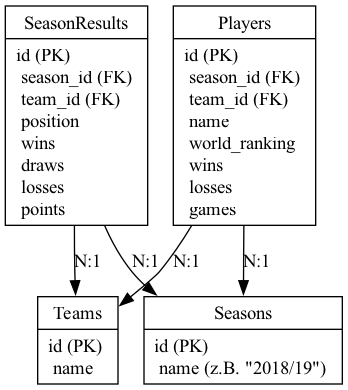 SeasonResults
id (PK)
season_id (FK)
team_id (FK)
position
wins
draws
losses
points
Players
id (PK)
season_id (FK)
team_id (FK)
name
world_ranking
wins
losses
games
N:1
N:1
N:1
N:1
Teams
id (PK)
name
Seasons
id (PK)
name (z.B. "2018/19")